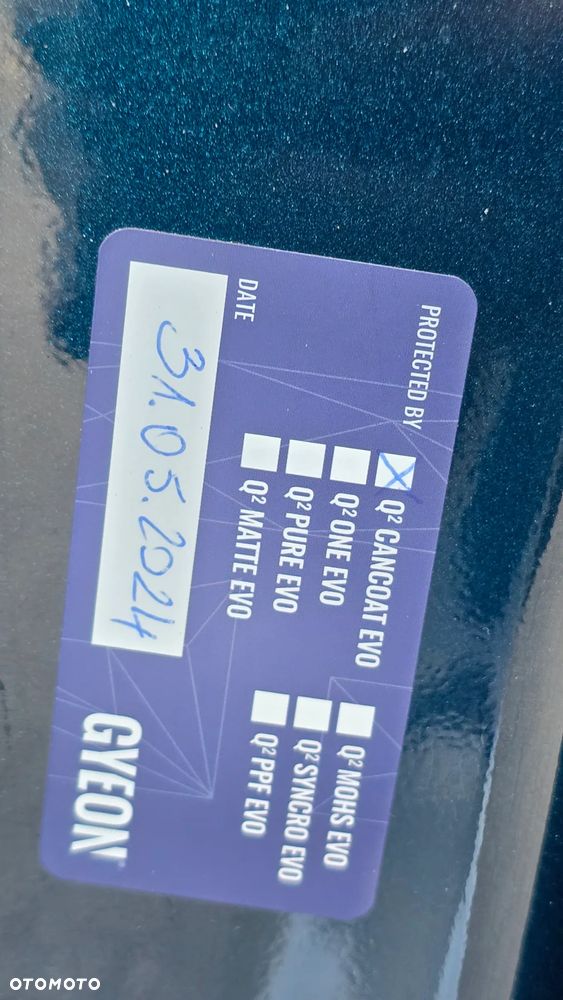 PROTECTED BY
X Q² CANCOAT EVO
Q² ONE EVO
Q² PURE EVO
Q² MATTE EVO
Q² MOHS EVO
Q² SYNCRO EVO
Q² PPF EVO
DATE
31.05.2024
GYEON
OTOMOTO